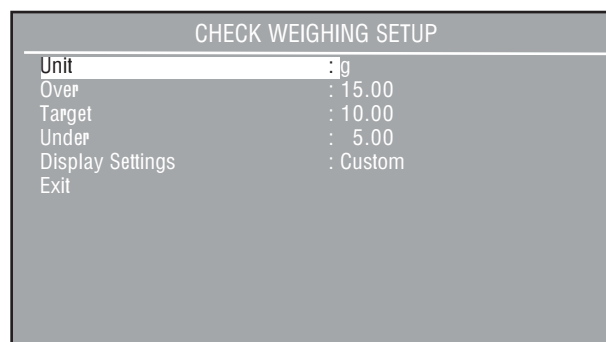 CHECK WEIGHING SETUP
Unit : g
Over : 15.00
Target : 10.00
Under : 5.00
Display Settings : Custom
Exit